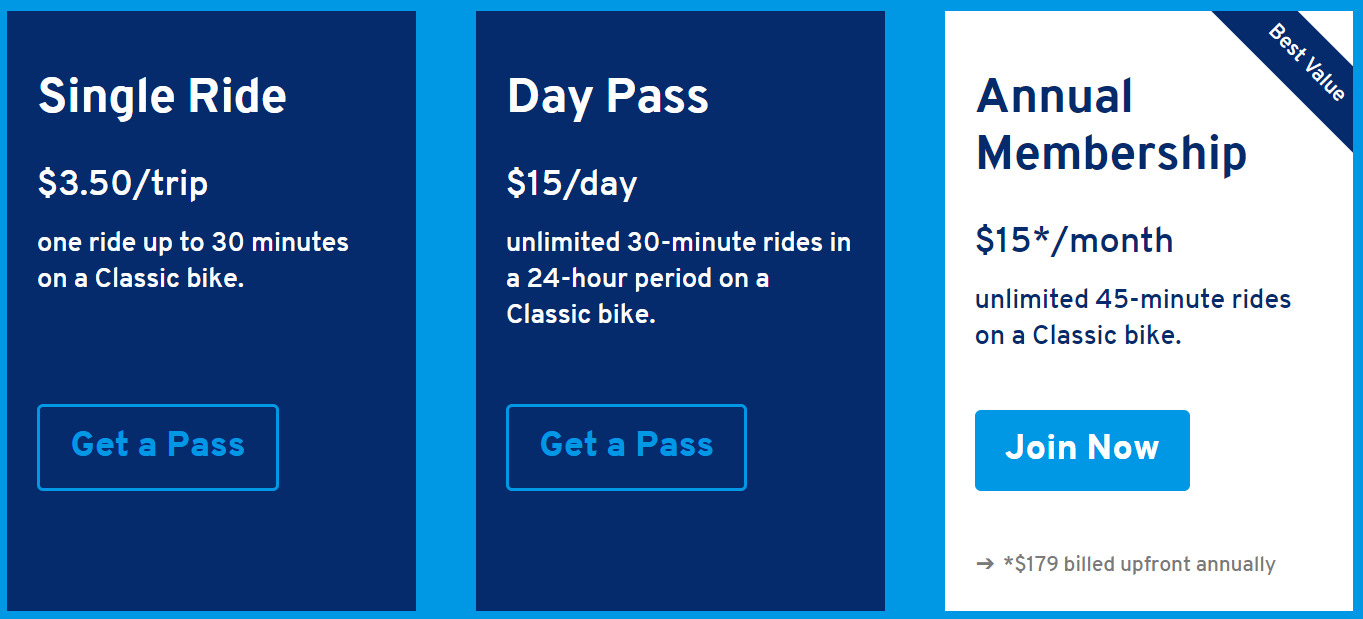 Single Ride
$3.50/trip
one ride up to 30 minutes
on a Classic bike.
Get a Pass
Day Pass
$15/day
unlimited 30-minute rides in
a 24-hour period on a
Classic bike.
Get a Pass
Best Value
Annual
Membership
$15*/month
unlimited 45-minute rides
on a Classic bike.
Join Now
➔ *$179 billed upfront annually